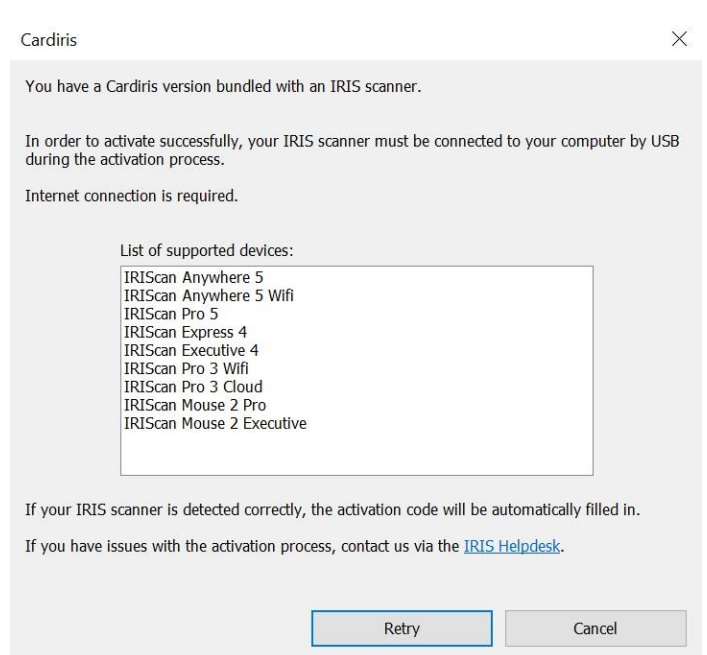 Cardiris
You have a Cardiris version bundled with an IRIS scanner.
In order to activate successfully, your IRIS scanner must be connected to your computer by USB
during the activation process.
Internet connection is required.
List of supported devices:
IRIScan Anywhere 5
IRIScan Anywhere 5 Wifi
IRIScan Pro 5
IRIScan Express 4
IRIScan Executive 4
IRIScan Pro 3 Wifi
IRIScan Pro 3 Cloud
IRIScan Mouse 2 Pro
IRIScan Mouse 2 Executive
If your IRIS scanner is detected correctly, the activation code will be automatically filled in.
If you have issues with the activation process, contact us via the IRIS Helpdesk.
Retry Cancel